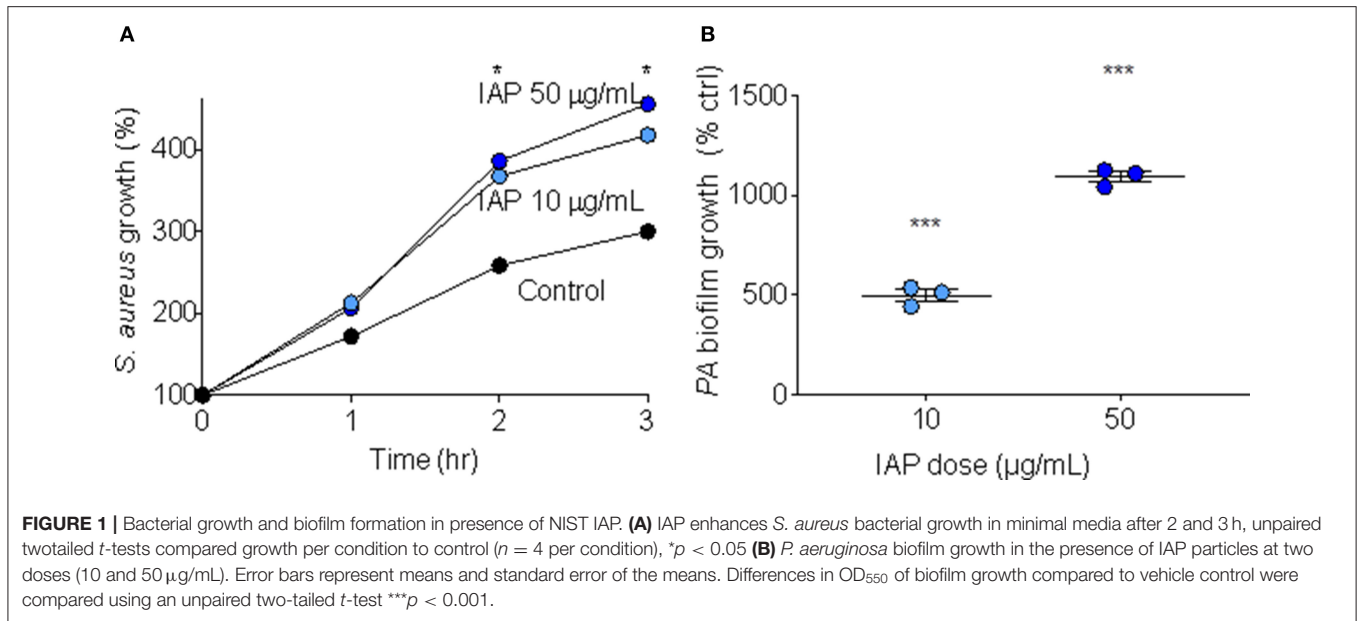 A
B
*
*
IAP 50 µg/mL
IAP 10 µg/mL
Control
S. aureus growth (%)
400
300
200
100
0
1
2
3
Time (hr)
***
***
PA biofilm growth (% ctrl)
1500
1000
500
0
10
50
IAP dose (µg/mL)
FIGURE 1 | Bacterial growth and biofilm formation in presence of NIST IAP. (A) IAP enhances S. aureus bacterial growth in minimal media after 2 and 3 h, unpaired
twotailed t-tests compared growth per condition to control (n = 4 per condition), *p < 0.05 (B) P. aeruginosa biofilm growth in the presence of IAP particles at two
doses (10 and 50 µg/mL). Error bars represent means and standard error of the means. Differences in OD550 of biofilm growth compared to vehicle control were
compared using an unpaired two-tailed t-test ***p < 0.001.